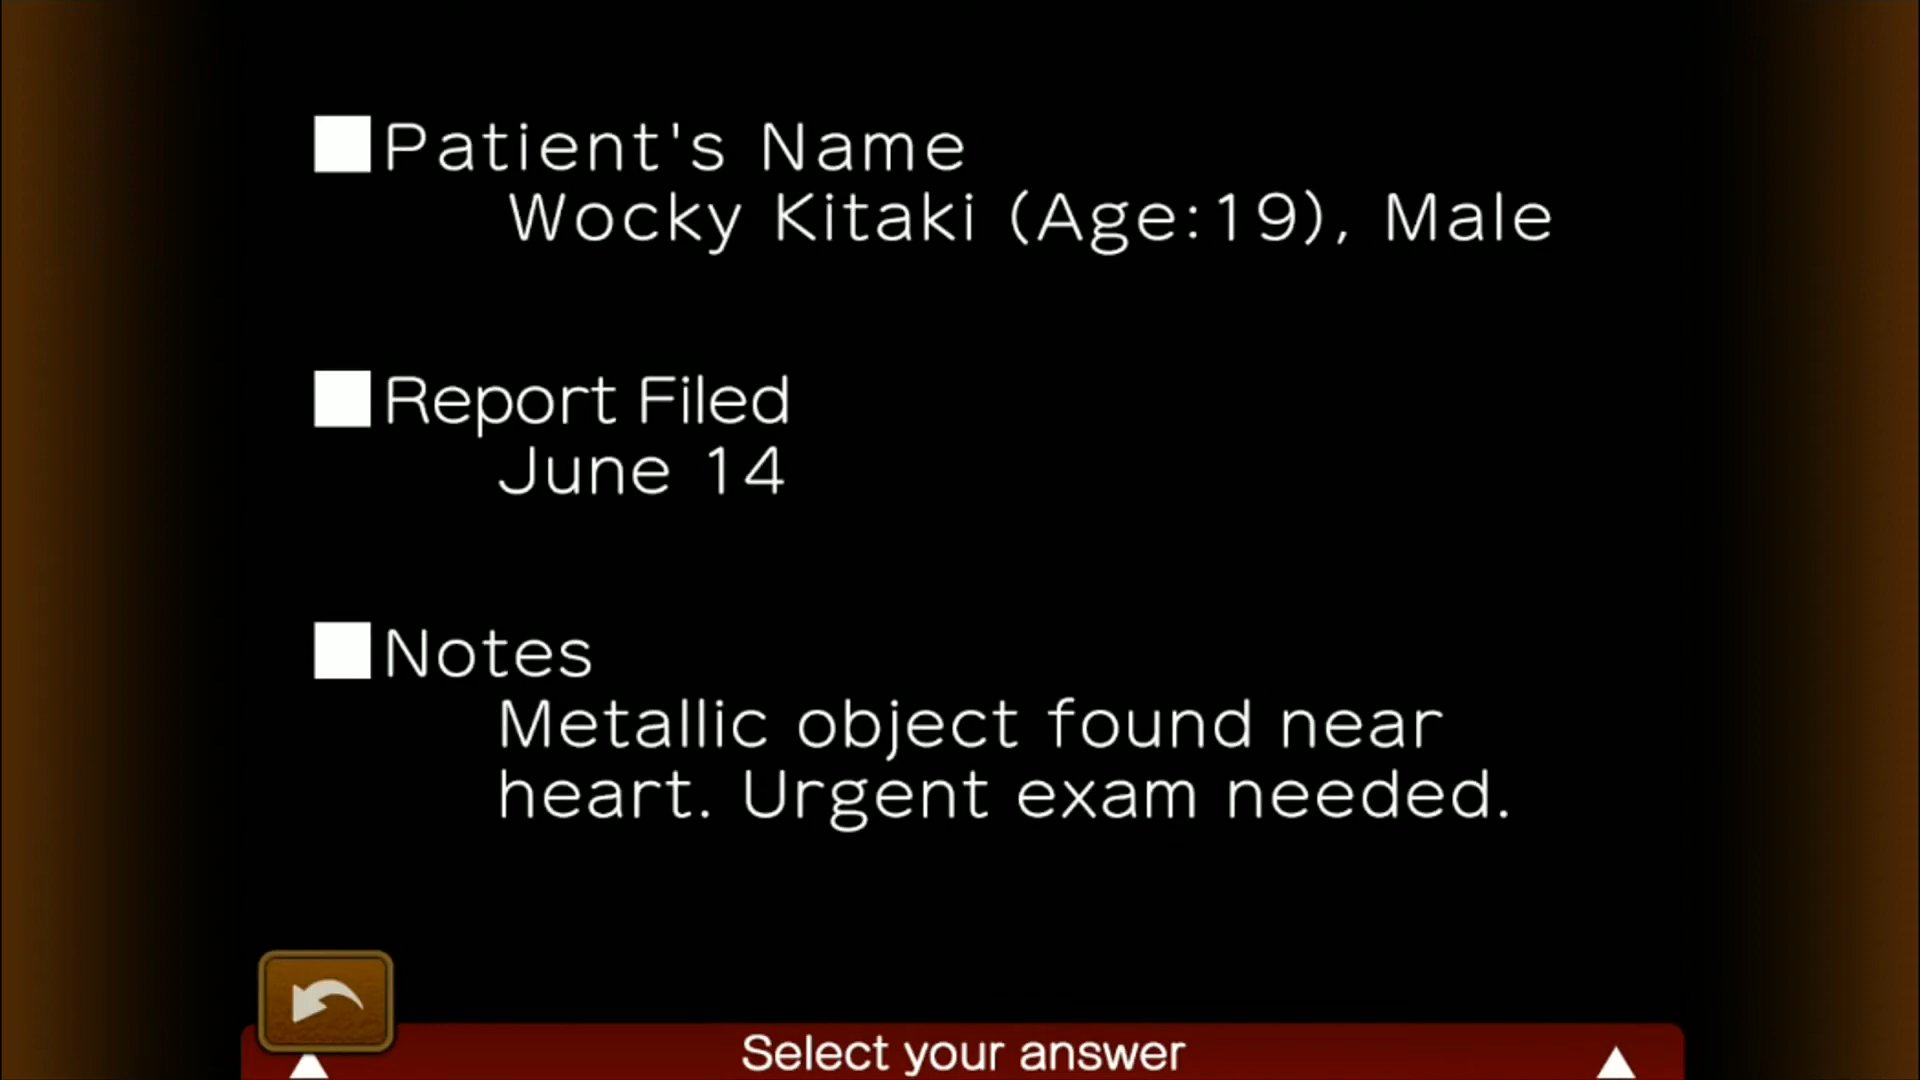 Patient's Name
Wocky Kitaki (Age:19), Male
Report Filed
June 14
Notes
Metallic object found near
heart. Urgent exam needed.
Select your answer